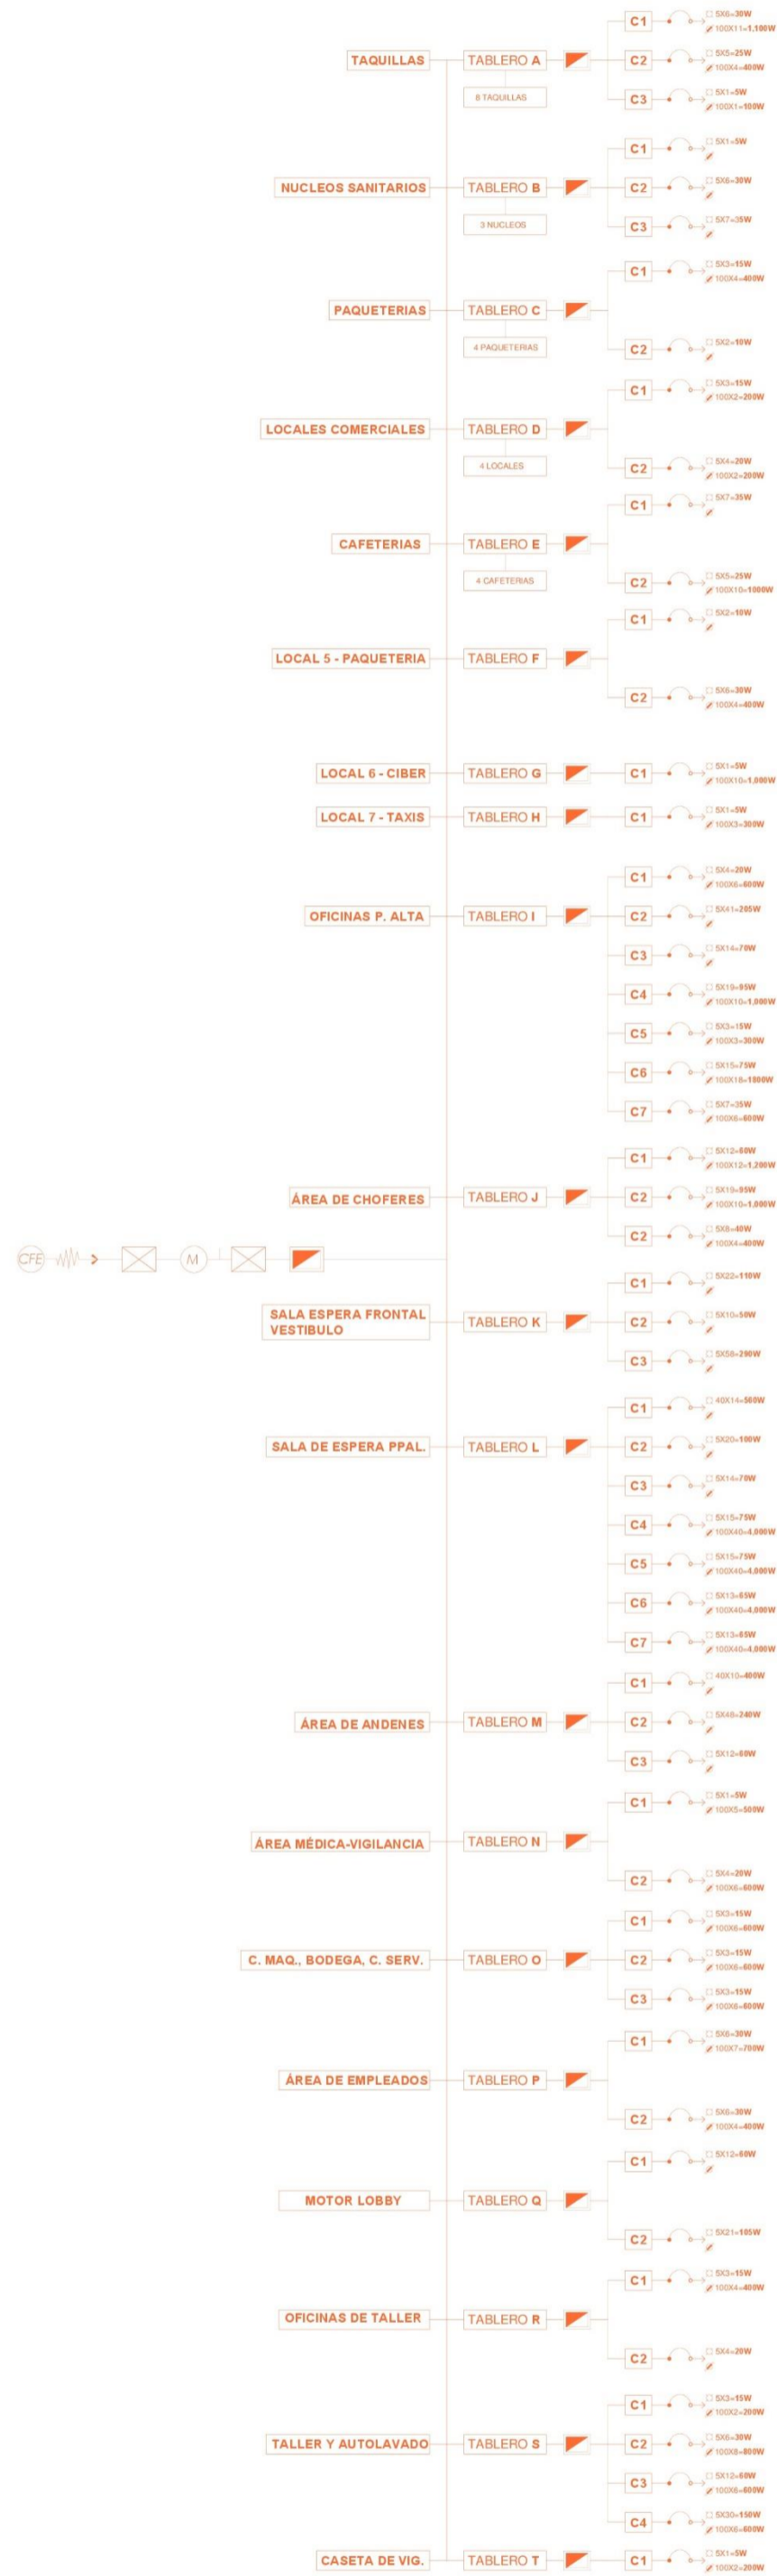 C1
5X6=30W
100X11=1,100W
TAQUILLAS
TABLERO A
C2
5X5=25W
100X4=400W
8 TAQUILLAS
C3
5X1=5W
100X1=100W
C1
5X1=5W
NUCLEOS SANITARIOS
TABLERO B
C2
5X6=30W
3 NUCLEOS
C3
5X7=35W
C1
5X3=15W
100X4=400W
PAQUETERIAS
TABLERO C
4 PAQUETERIAS
C2
5X2=10W
C1
5X3=15W
100X2=200W
LOCALES COMERCIALES
TABLERO D
4 LOCALES
C2
5X4=20W
100X2=200W
C1
5X7=35W
CAFETERIAS
TABLERO E
4 CAFETERIAS
C2
5X5=25W
100X10=1000W
C1
5X2=10W
LOCAL 5 - PAQUETERIA
TABLERO F
C2
5X6=30W
100X4=400W
LOCAL 6 - CIBER
TABLERO G
C1
5X1=5W
100X10=1,000W
LOCAL 7 - TAXIS
TABLERO H
C1
5X1=5W
100X3=300W
C1
5X4=20W
100X6=600W
OFICINAS P. ALTA
TABLERO I
C2
5X41=205W
C3
5X14=70W
C4
5X19=95W
100X10=1,000W
C5
5X3=15W
100X3=300W
C6
5X15=75W
100X18=1800W
C7
5X7=35W
100X6=600W
C1
5X12=60W
100X12=1,200W
ÁREA DE CHOFERES
TABLERO J
C2
5X19=95W
100X10=1,000W
C2
5X8=40W
100X4=400W
CFE
M
C1
5X22=110W
SALA ESPERA FRONTAL
VESTIBULO
TABLERO K
C2
5X10=50W
C3
5X58=290W
C1
40X14=560W
SALA DE ESPERA PPAL.
TABLERO L
C2
5X20=100W
C3
5X14=70W
C4
5X15=75W
100X40=4,000W
C5
5X15=75W
100X40=4,000W
C6
5X13=65W
100X40=4,000W
C7
5X13=65W
100X40=4,000W
C1
40X10=400W
ÁREA DE ANDENES
TABLERO M
C2
5X48=240W
C3
5X12=60W
C1
5X1=5W
100X5=500W
ÁREA MÉDICA-VIGILANCIA
TABLERO N
C2
5X4=20W
100X6=600W
C1
5X3=15W
100X6=600W
C. MAQ., BODEGA, C. SERV.
TABLERO O
C2
5X3=15W
100X6=600W
C3
5X3=15W
100X6=600W
C1
5X6=30W
100X7=700W
ÁREA DE EMPLEADOS
TABLERO P
C2
5X6=30W
100X4=400W
C1
5X12=60W
MOTOR LOBBY
TABLERO Q
C2
5X21=105W
C1
5X3=15W
100X4=400W
OFICINAS DE TALLER
TABLERO R
C2
5X4=20W
C1
5X3=15W
100X2=200W
TALLER Y AUTOLAVADO
TABLERO S
C2
5X6=30W
100X8=800W
C3
5X12=60W
100X6=600W
C4
5X30=150W
100X6=600W
CASETA DE VIG.
TABLERO T
C1
5X1=5W
100X2=200W